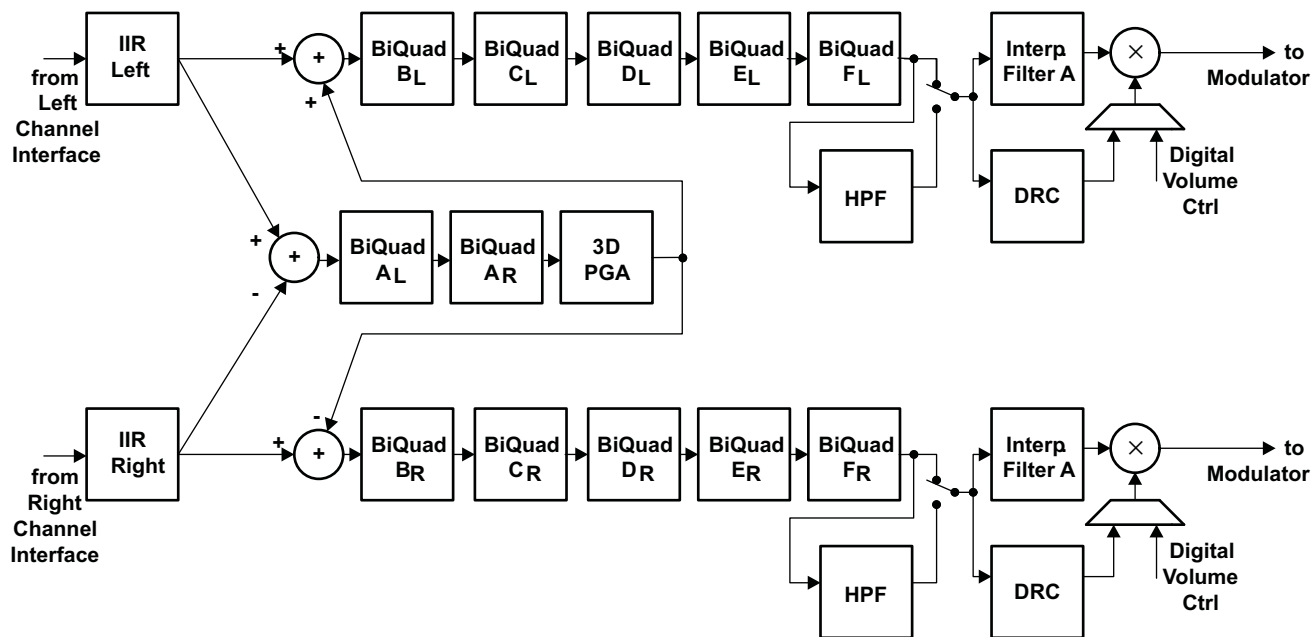 IIR
Left
from
Left
Channel
Interface
+
+
+
BiQuad
BL
BiQuad
CL
BiQuad
DL
BiQuad
EL
BiQuad
FL
HPF
Interp.
Filter A
DRC
×
to
Modulator
Digital
Volume
Ctrl
+
-
+
BiQuad
AL
BiQuad
AR
3D
PGA
IIR
Right
from
Right
Channel
Interface
+
-
+
BiQuad
BR
BiQuad
CR
BiQuad
DR
BiQuad
ER
BiQuad
FR
HPF
Interp.
Filter A
DRC
×
to
Modulator
Digital
Volume
Ctrl